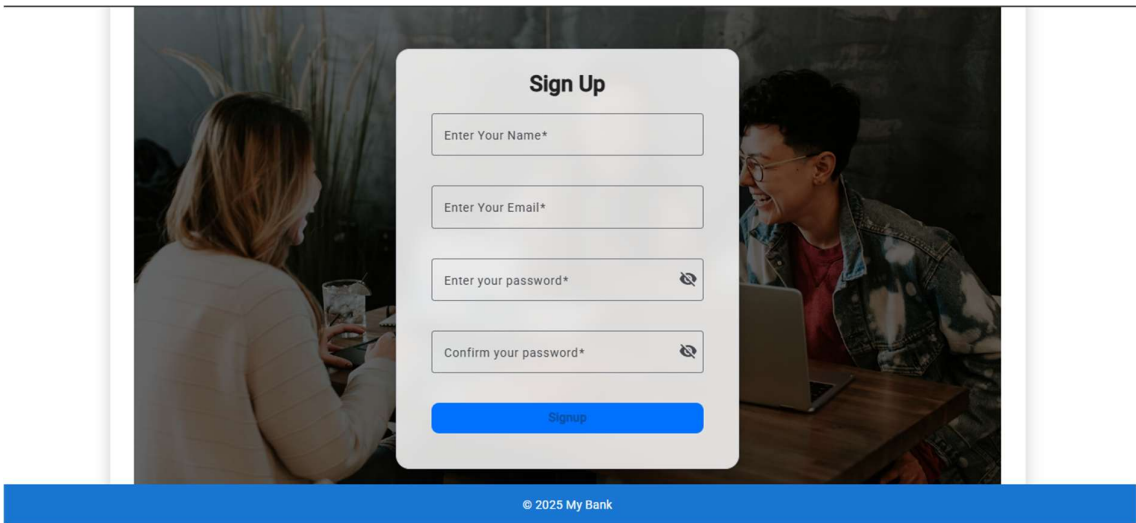 Sign Up
Enter Your Name*
Enter Your Email*
Enter your password*
Confirm your password*
Signup
© 2025 My Bank